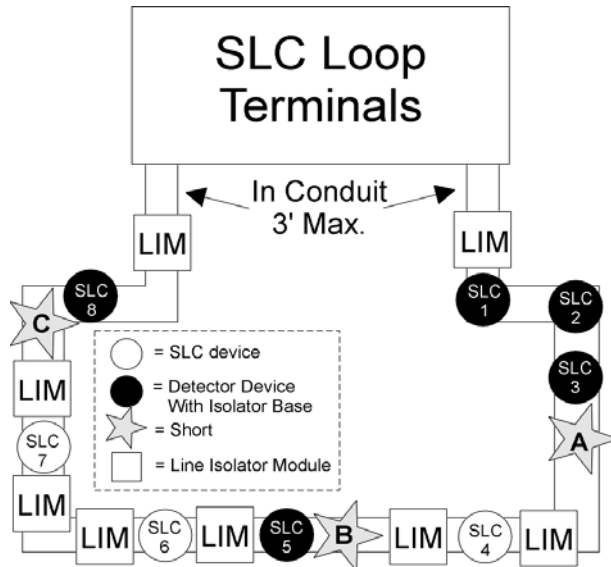 SLC Loop
Terminals
In Conduit
3' Max.
LIM
LIM
SLC
8
SLC
1
SLC
2
C
SLC
3
= SLC device
= Detector Device
With Isolator Base
= Short
= Line Isolator Module
LIM
A
SLC
7
LIM
LIM
SLC
6
LIM
SLC
5
B
LIM
SLC
4
LIM